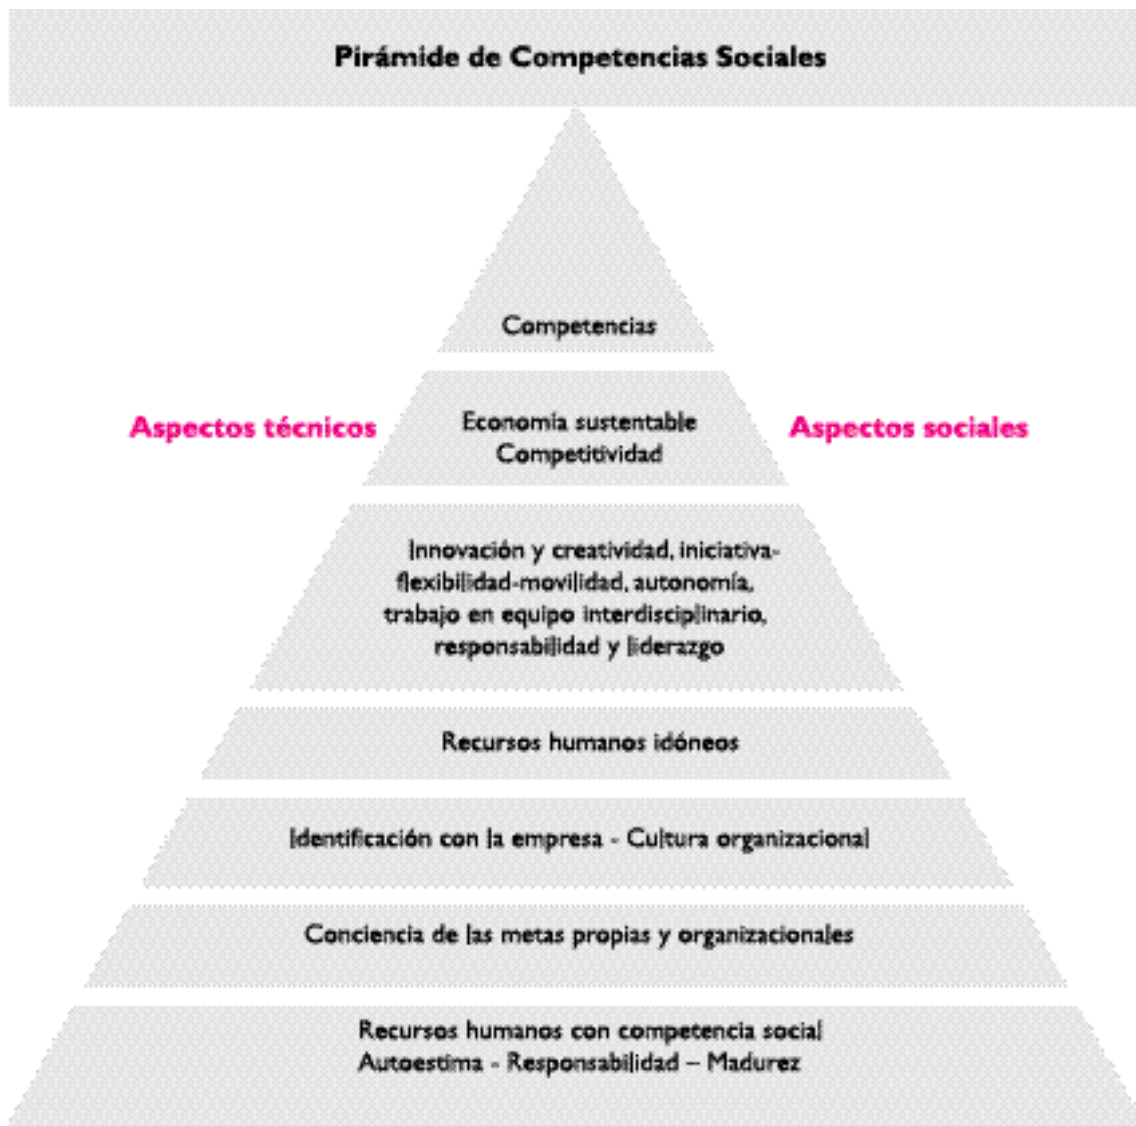 Pirámide de Competencias Sociales
Competencias
Aspectos técnicos
Economía sustentable
Competitividad
Aspectos sociales
Innovación y creatividad, iniciativa-
flexibilidad-movilidad, autonomía,
trabajo en equipo interdisciplinario,
responsabilidad y liderazgo
Recursos humanos idóneos
Identificación con la empresa - Cultura organizacional
Conciencia de las metas propias y organizacionales
Recursos humanos con competencia social
Autoestima - Responsabilidad – Madurez